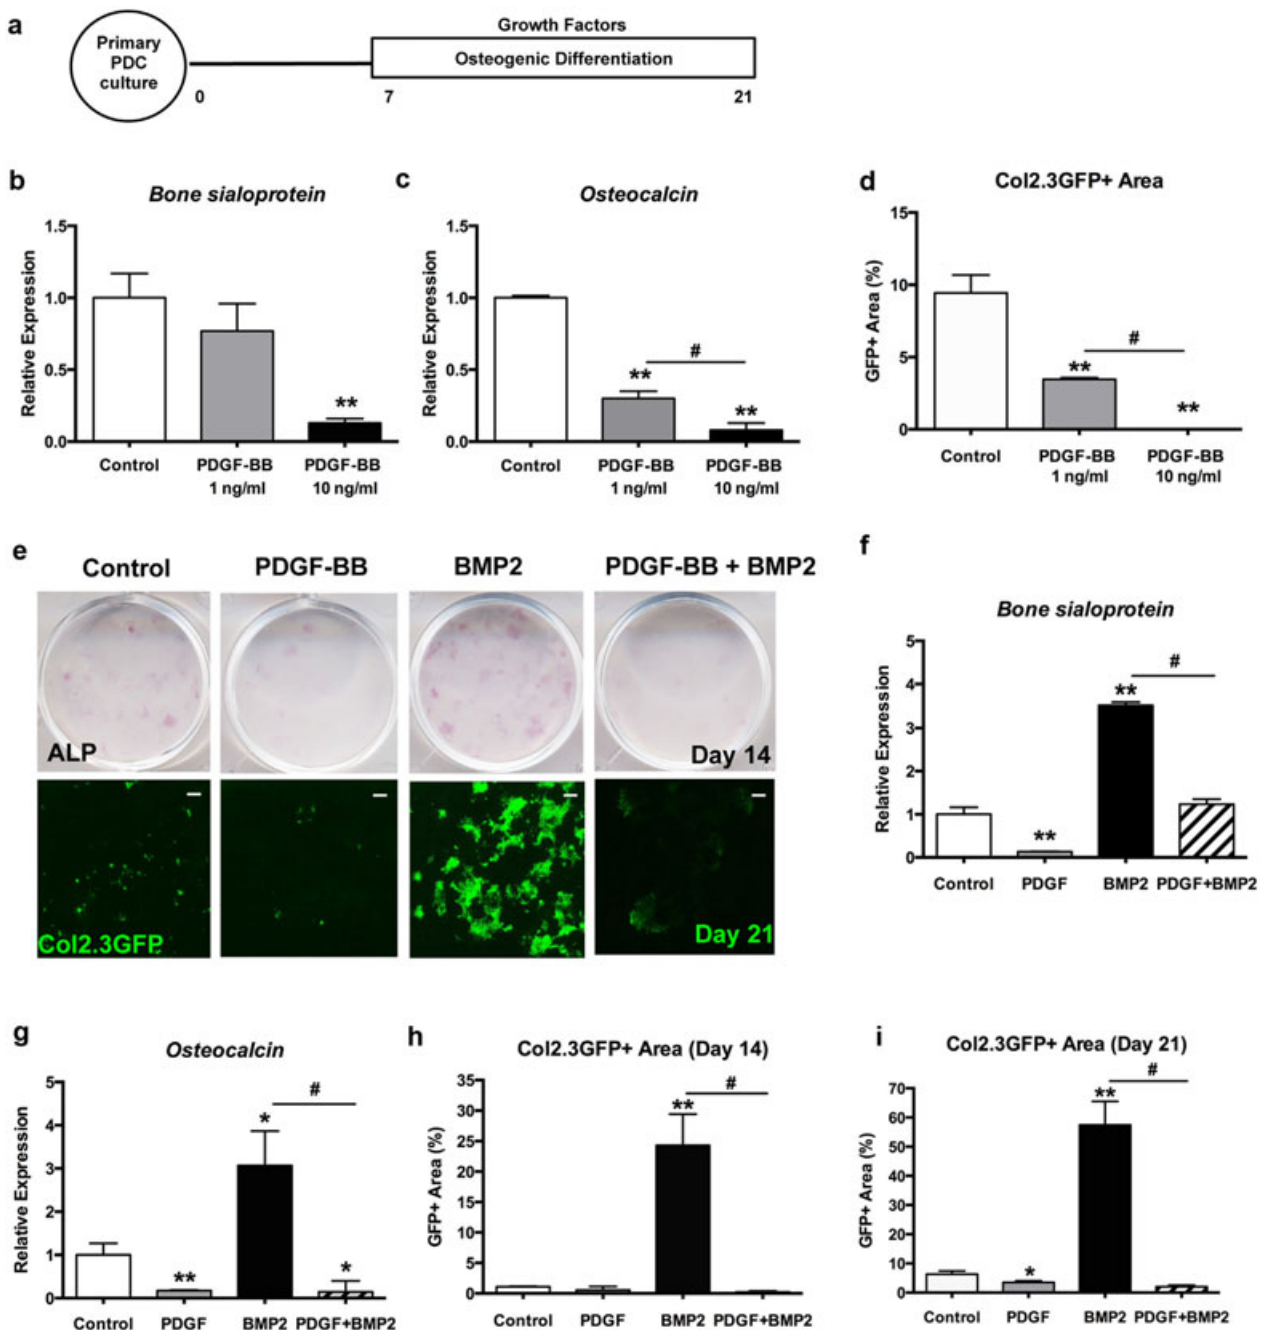 a
Primary
PDC
culture
Growth Factors
Osteogenic Differentiation
0
7
21
b
Bone sialoprotein
Relative Expression
1.5
1.0
0.5
0.0
**
Control
PDGF-BB
1 ng/ml
PDGF-BB
10 ng/ml
c
Osteocalcin
Relative Expression
1.5
1.0
0.5
0.0
#
**
**
Control
PDGF-BB
1 ng/ml
PDGF-BB
10 ng/ml
d
Col2.3GFP+ Area
GFP+ Area (%)
15
10
5
0
#
**
**
Control
PDGF-BB
1 ng/ml
PDGF-BB
10 ng/ml
e
Control
PDGF-BB
BMP2
PDGF-BB + BMP2
ALP
Day 14
Col2.3GFP
Day 21
f
Bone sialoprotein
Relative Expression
5
4
3
2
1
0
#
**
**
Control
PDGF
BMP2
PDGF+BMP2
g
Osteocalcin
Relative Expression
5
4
3
2
1
0
#
*
**
*
Control
PDGF
BMP2
PDGF+BMP2
h
Col2.3GFP+ Area (Day 14)
GFP+ Area (%)
35
30
25
20
15
10
5
0
#
**
Control
PDGF
BMP2
PDGF+BMP2
i
Col2.3GFP+ Area (Day 21)
GFP+ Area (%)
70
60
50
40
30
20
10
0
#
**
*
Control
PDGF
BMP2
PDGF+BMP2